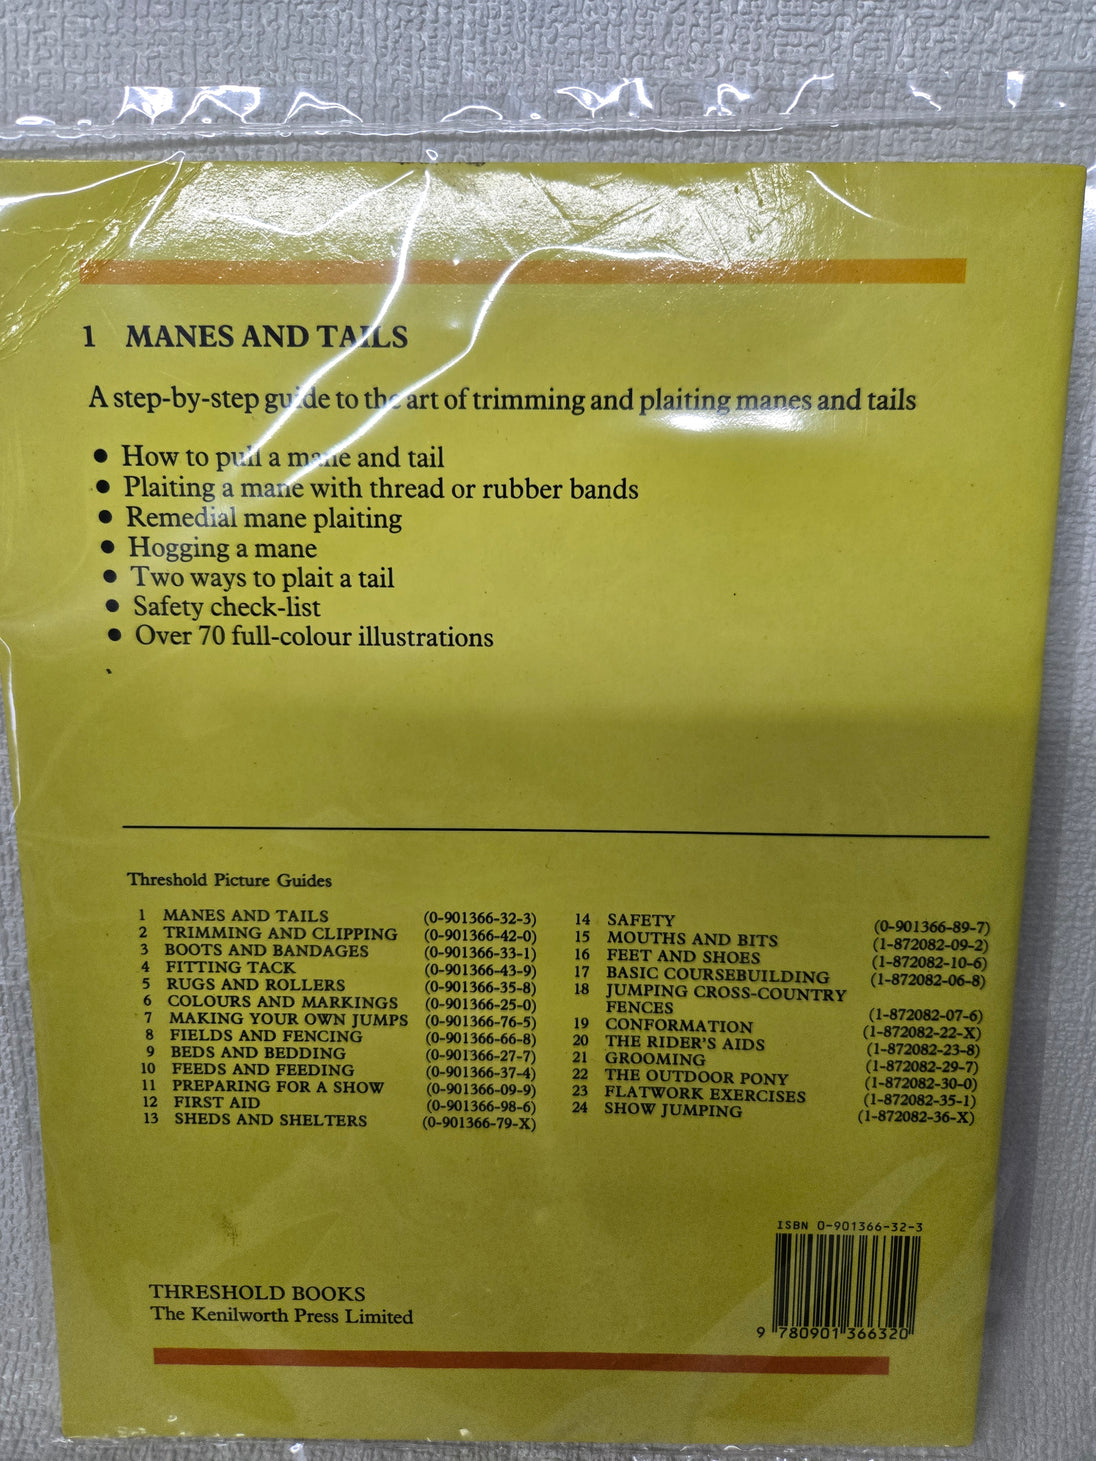 1 MANES AND TAILS
A step-by-step guide to the art of trimming and plaiting manes and tails
• How to pull a mane and tail
• Plaiting a mane with thread or rubber bands
• Remedial mane plaiting
• Hogging a mane
• Two ways to plait a tail
• Safety check-list
• Over 70 full-colour illustrations
Threshold Picture Guides
1 MANES AND TAILS (0-901366-32-3)
2 TRIMMING AND CLIPPING (0-901366-42-0)
3 BOOTS AND BANDAGES (0-901366-33-1)
4 FITTING TACK (0-901366-43-9)
5 RUGS AND ROLLERS (0-901366-35-8)
6 COLOURS AND MARKINGS (0-901366-25-0)
7 MAKING YOUR OWN JUMPS (0-901366-76-5)
8 FIELDS AND FENCING (0-901366-66-8)
9 BEDS AND BEDDING (0-901366-27-7)
10 FEEDS AND FEEDING (0-901366-37-4)
11 PREPARING FOR A SHOW (0-901366-09-9)
12 FIRST AID (0-901366-98-6)
13 SHEDS AND SHELTERS (0-901366-79-X)
14 SAFETY (0-901366-89-7)
15 MOUTHS AND BITS (1-872082-09-2)
16 FEET AND SHOES (1-872082-10-6)
17 BASIC COURSEBUILDING (1-872082-06-8)
18 JUMPING CROSS-COUNTRY
FENCES (1-872082-07-6)
19 CONFORMATION (1-872082-22-X)
20 THE RIDER'S AIDS (1-872082-23-8)
21 GROOMING (1-872082-29-7)
22 THE OUTDOOR PONY (1-872082-30-0)
23 FLATWORK EXERCISES (1-872082-35-1)
24 SHOW JUMPING (1-872082-36-X)
ISBN 0-901366-32-3
9 780901 366320
THRESHOLD BOOKS
The Kenilworth Press Limited